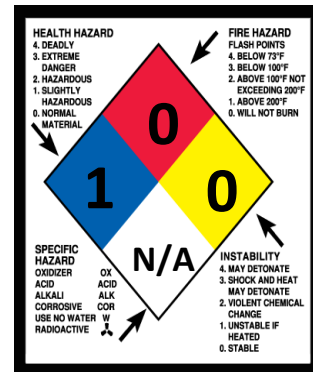 HEALTH HAZARD
4. DEADLY
3. EXTREME
DANGER
2. HAZARDOUS
1. SLIGHTLY
HAZARDOUS
0. NORMAL
MATERIAL
FIRE HAZARD
FLASH POINTS
4. BELOW 73°F
3. BELOW 100°F
2. ABOVE 100°F NOT
EXCEEDING 200°F
1. ABOVE 200°F
0. WILL NOT BURN
0
1
0
N/A
SPECIFIC
HAZARD
OXIDIZER OX
ACID ACID
ALKALI ALK
CORROSIVE COR
USE NO WATER W
RADIOACTIVE
INSTABILITY
4. MAY DETONATE
3. SHOCK AND HEAT
MAY DETONATE
2. VIOLENT CHEMICAL
CHANGE
1. UNSTABLE IF
HEATED
0. STABLE